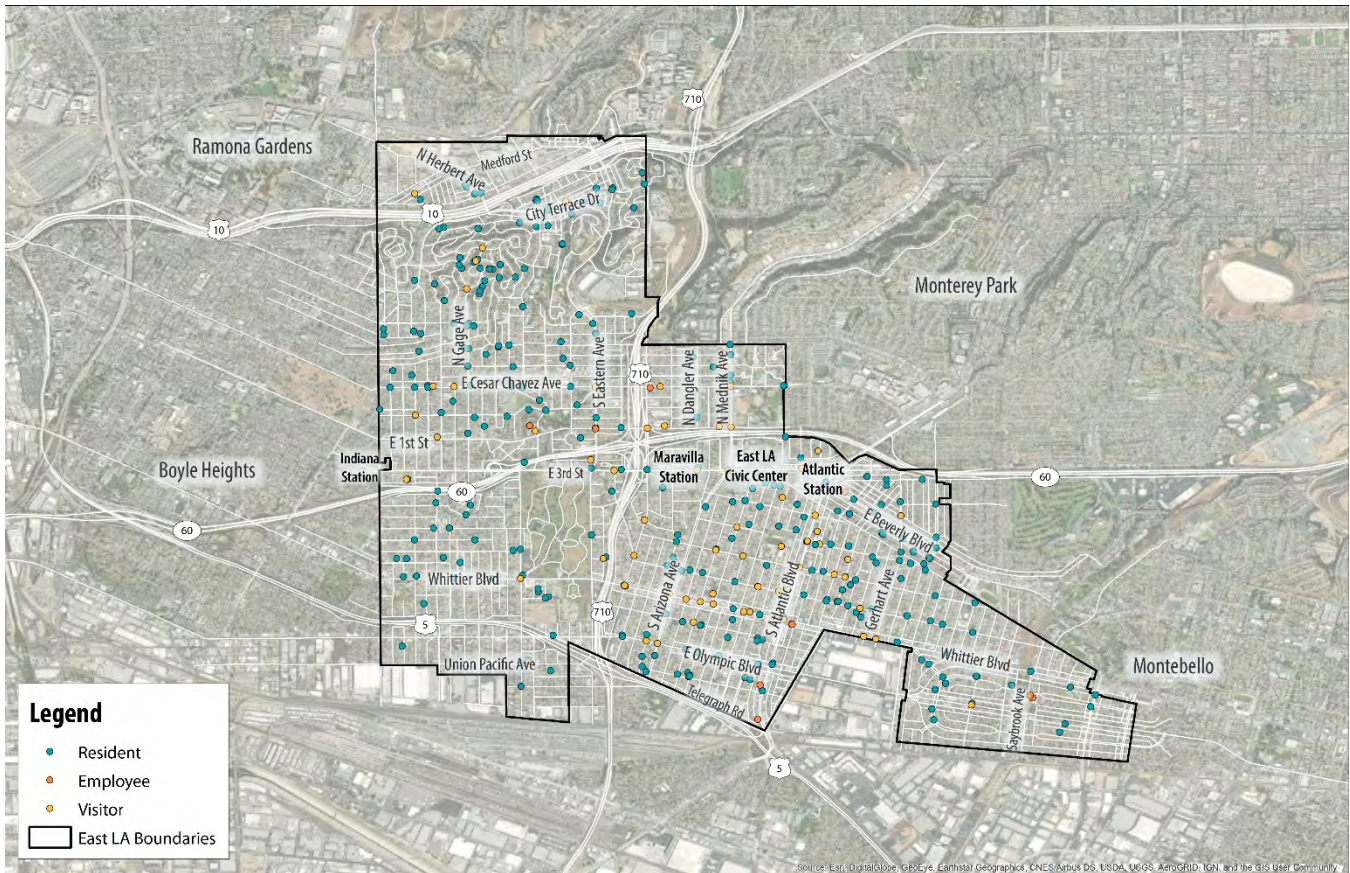 710
Ramona Gardens
Medford St
N Herbert Ave
City Terrace Dr
10
10
Monterey Park
N Gage Ave
S Eastern Ave
710
N Dangler Ave
N Mednik Ave
E Cesar Chavez Ave
E 1st St
Indiana
Station
Boyle Heights
E 3rd St
Maravilla
Station
East LA
Civic Center
Atlantic
Station
60
60
60
E Beverly Blvd
Whittier Blvd
S Arizona Ave
S Atlantic Blvd
Gerhart Ave
710
5
Union Pacific Ave
E Olympic Blvd
Whittier Blvd
Montebello
Telegraph Rd
Saybrook Ave
5
Legend
Resident
Employee
Visitor
East LA Boundaries
Source: Esri, DigitalGlobe, GeoEye, Earthstar Geographics, CNES/Airbus DS, USDA, USGS, AeroGRID, IGN, and the GIS User Community